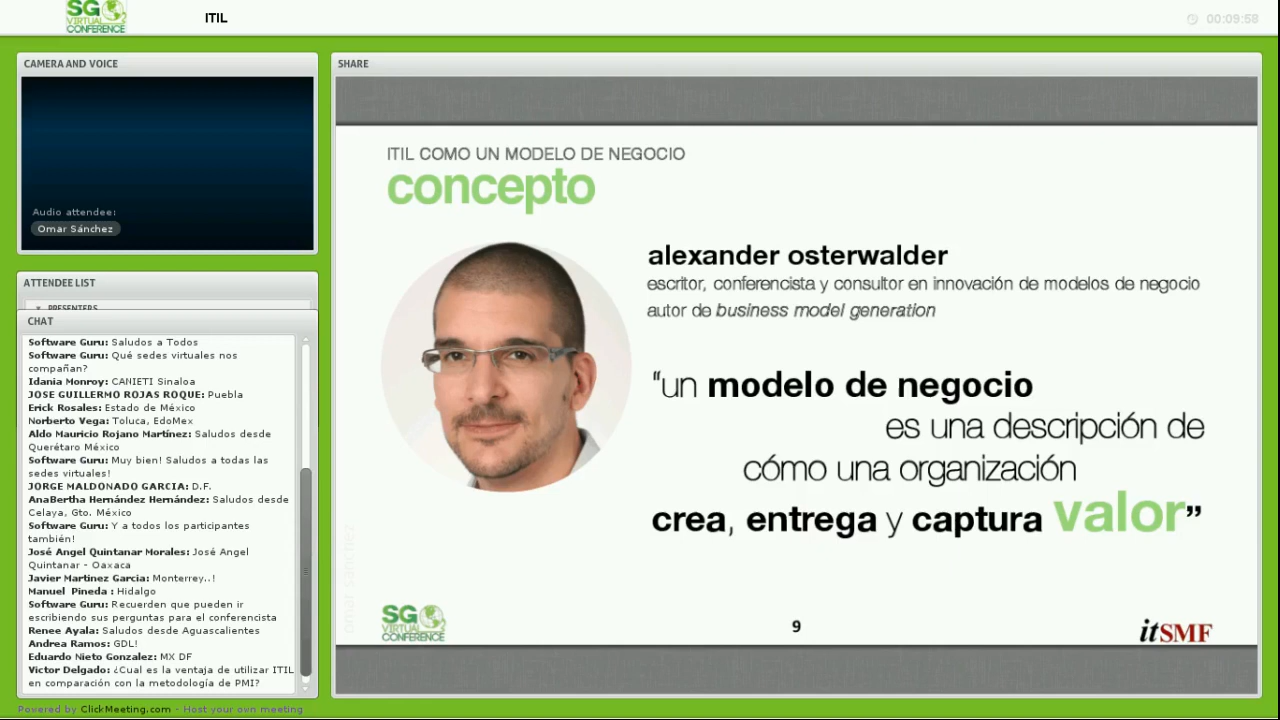 SG
VIRTUAL
CONFERENCE
ITIL
00:09:58
CAMERA AND VOICE
Audio attendee:
Omar Sánchez
ATTENDEE LIST
PRESENTERS
CHAT
Software Guru: Saludos a Todos
Software Guru: Qué sedes virtuales nos
compañan?
Idania Monroy: CANIETI Sinaloa
JOSE GUILLERMO ROJAS ROQUE: Puebla
Erick Rosales: Estado de México
Norberto Vega: Toluca, EdoMex
Aldo Mauricio Rojano Martínez: Saludos desde
Querétaro México
Software Guru: Muy bien! Saludos a todas las
sedes virtuales!
JORGE MALDONADO GARCIA: D.F.
AnaBertha Hernández Hernández: Saludos desde
Celaya, Gto. México
Software Guru: Y a todos los participantes
también!
José Angel Quintanar Morales: José Angel
Quintanar - Oaxaca
Javier Martinez Garcia: Monterrey..!
Manuel Pineda : Hidalgo
Software Guru: Recuerden que pueden ir
escribiendo sus perguntas para el conferencista
Renee Ayala: Saludos desde Aguascalientes
Andrea Ramos: GDL!
Eduardo Nieto Gonzalez: MX DF
Victor Delgado: ¿Cual es la ventaja de utilizar ITIL
en comparación con la metodología de PMI?
Powered by ClickMeeting.com - Host your own meeting
SHARE
ITIL COMO UN MODELO DE NEGOCIO
concepto
alexander osterwalder
escritor, conferencista y consultor en innovación de modelos de negocio
autor de business model generation
“un modelo de negocio
es una descripción de
cómo una organización
crea, entrega y captura valor”
omar sánchez
SG
VIRTUAL
CONFERENCE
9
itSMF